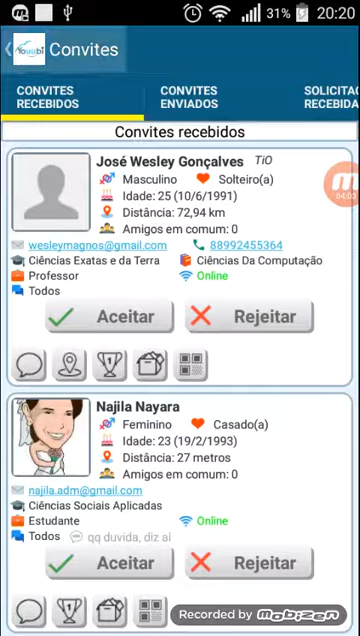 31% 20:20
Youubi Convites
CONVITES RECEBIDOS
CONVITES ENVIADOS
SOLICITAÇ RECEBIDA
Convites recebidos
José Wesley Gonçalves TiO
Masculino Solteiro(a)
Idade: 25 (10/6/1991)
04:03
Distância: 72,94 km
Amigos em comum: 0
wesleymagnos@gmail.com 88992455364
Ciências Exatas e da Terra Ciências Da Computação
Professor Online
Todos
Aceitar Rejeitar
Najila Nayara
Feminino Casado(a)
Idade: 23 (19/2/1993)
Distância: 27 metros
Amigos em comum: 0
najila.adm@gmail.com
Ciências Sociais Aplicadas
Estudante Online
Todos qq duvida, diz ai
Aceitar Rejeitar
Recorded by mobizen